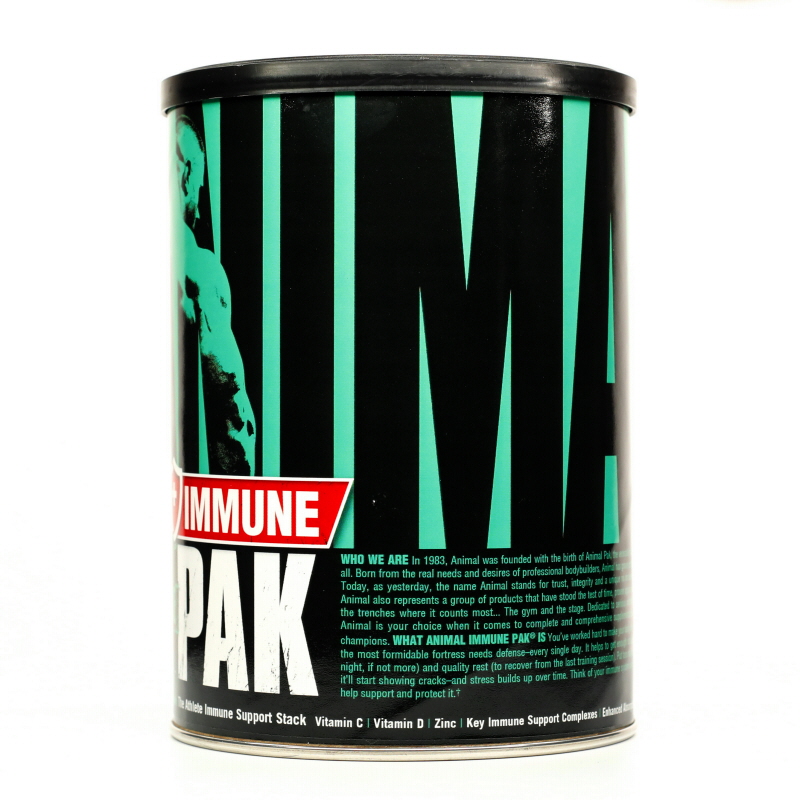 NIMA
IMMUNE
PAK
WHO WE ARE In 1983, Animal was founded with the birth of Animal Pak,
all. Born from the real needs and desires of professional bodybuilders, Animal
Today, as yesterday, the name Animal stands for trust, integrity and a
Animal also represents a group of products that have stood the test of time,
the trenches where it counts most... The gym and the stage. Dedicated to
Animal is your choice when it comes to complete and comprehensive
champions. WHAT ANIMAL IMMUNE PAK® IS You've worked hard to make
the most formidable fortress needs defense–every single day. It helps to get
night, if not more) and quality rest (to recover from the last training session).
it'll start showing cracks–and stress builds up over time. Think of your immune
help support and protect it.†
The Athlete Immune Support Stack Vitamin C | Vitamin D | Zinc | Key Immune Support Complexes | Enhanced